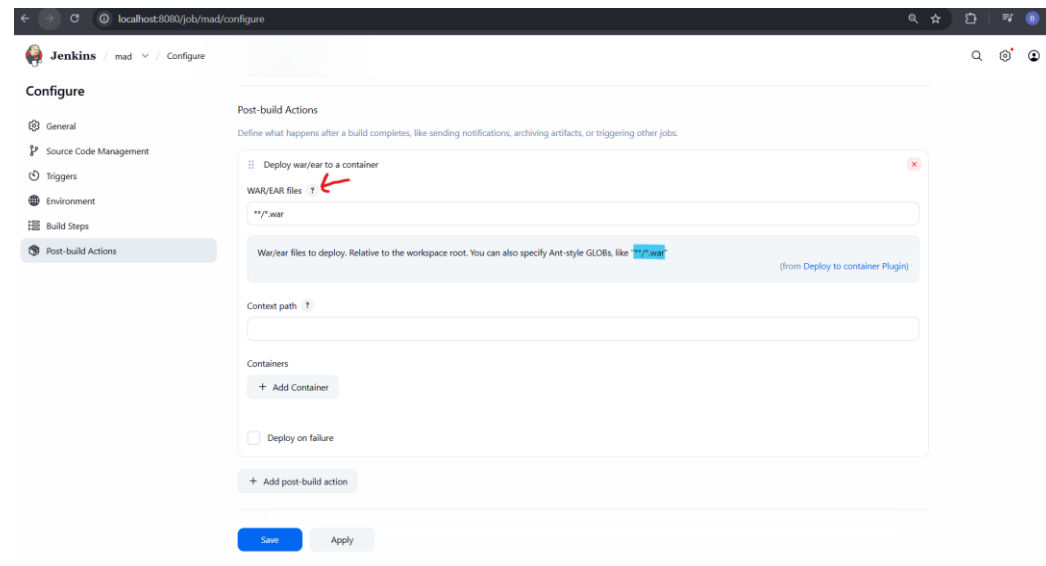 localhost:8080/job/mad/configure
B
Jenkins / mad / Configure
Configure
General
Source Code Management
Triggers
Environment
Build Steps
Post-build Actions
Post-build Actions
Define what happens after a build completes, like sending notifications, archiving artifacts, or triggering other jobs.
Deploy war/ear to a container
WAR/EAR files ?
**/*.war
War/ear files to deploy. Relative to the workspace root. You can also specify Ant-style GLOBs, like "**/*.war"
(from Deploy to container Plugin)
Context path ?
Containers
+ Add Container
Deploy on failure
+ Add post-build action
Save Apply